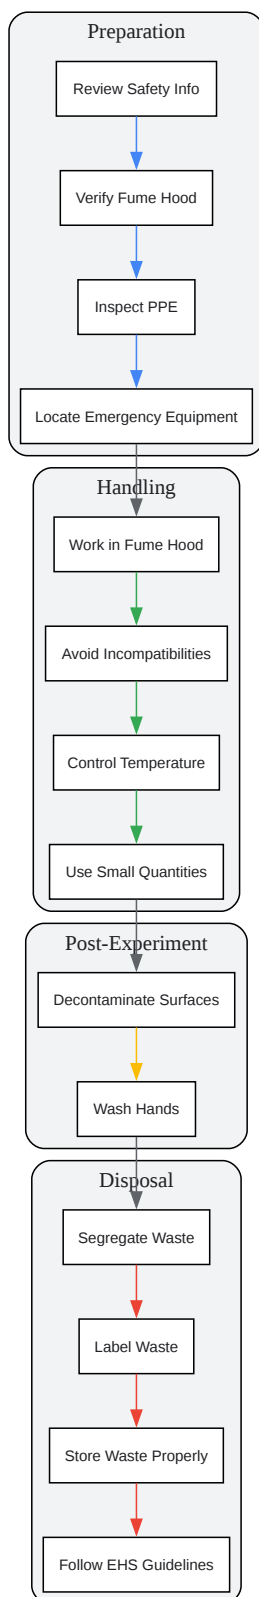 Preparation
Review Safety Info
Verify Fume Hood
Inspect PPE
Locate Emergency Equipment
Handling
Work in Fume Hood
Avoid Incompatibilities
Control Temperature
Use Small Quantities
Post-Experiment
Decontaminate Surfaces
Wash Hands
Disposal
Segregate Waste
Label Waste
Store Waste Properly
Follow EHS Guidelines